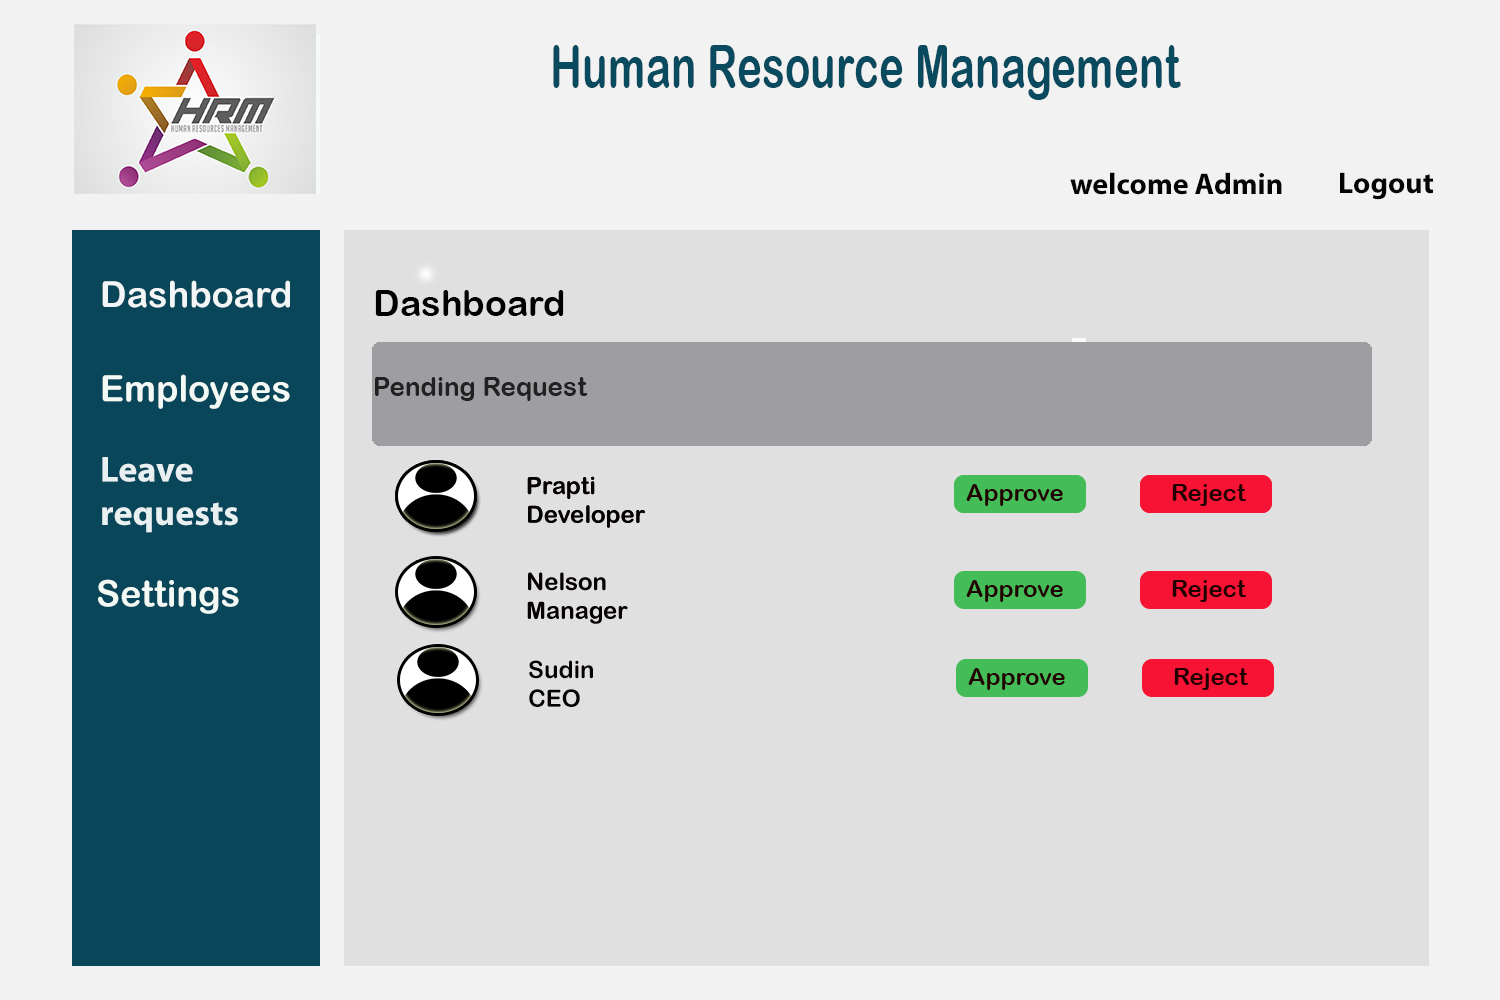 HRM
HUMAN RESOURCES MANAGEMENT
Human Resource Management
welcome Admin
Logout
Dashboard
Employees
Leave
requests
Settings
Dashboard
Pending Request
Prapti
Developer
Approve
Reject
Nelson
Manager
Approve
Reject
Sudin
CEO
Approve
Reject